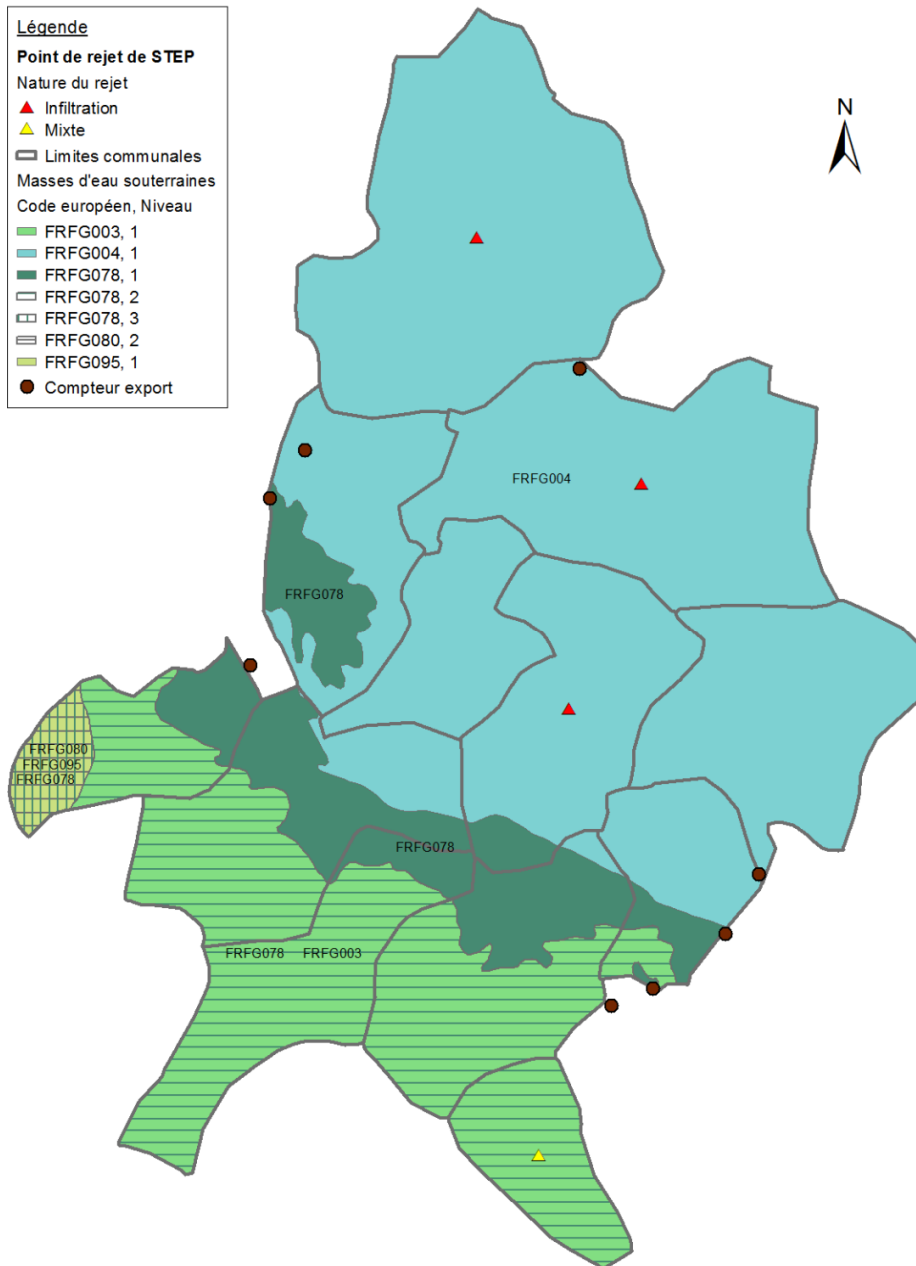 Légende
Point de rejet de STEP
Nature du rejet
Infiltration
Mixte
Limites communales
Masses d'eau souterraines
Code européen, Niveau
FRFG003, 1
FRFG004, 1
FRFG078, 1
FRFG078, 2
FRFG078, 3
FRFG080, 2
FRFG095, 1
Compteur export
N
FRFG004
FRFG078
FRFG080
FRFG095
FRFG078
FRFG078
FRFG078 FRFG003